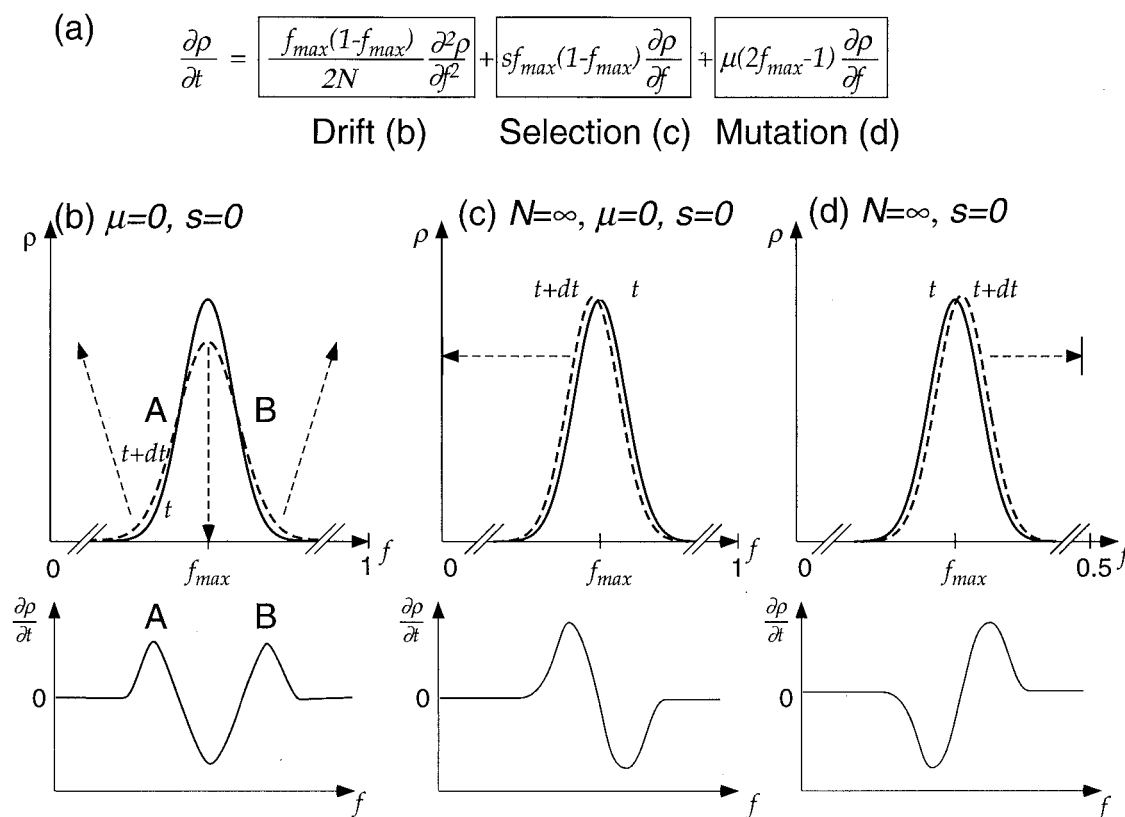 (a)
∂ρ/∂t = f_max(1-f_max)/2N ∂²ρ/∂f² + sf_max(1-f_max) ∂ρ/∂f + μ(2f_max-1) ∂ρ/∂f
Drift (b) Selection (c) Mutation (d)
(b) μ=0, s=0
ρ
A B
t+dt
t
0 f_max 1 f
∂ρ/∂t
A B
0
f
(c) N=∞, μ=0, s=0
ρ
t+dt t
0 f_max 1 f
∂ρ/∂t
0
f
(d) N=∞, s=0
ρ
t t+dt
0 f_max 0.5 f
∂ρ/∂t
0
f